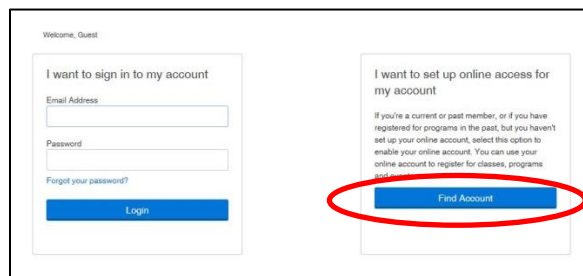 Welcome, Guest
I want to sign in to my account
Email Address
Password
Forgot your password?
Login
I want to set up online access for
my account
If you're a current or past member, or if you have
registered for programs in the past, but you haven't
set up your online account, select this option to
enable your online account. You can use your
online account to register for classes, programs
and
Find Account